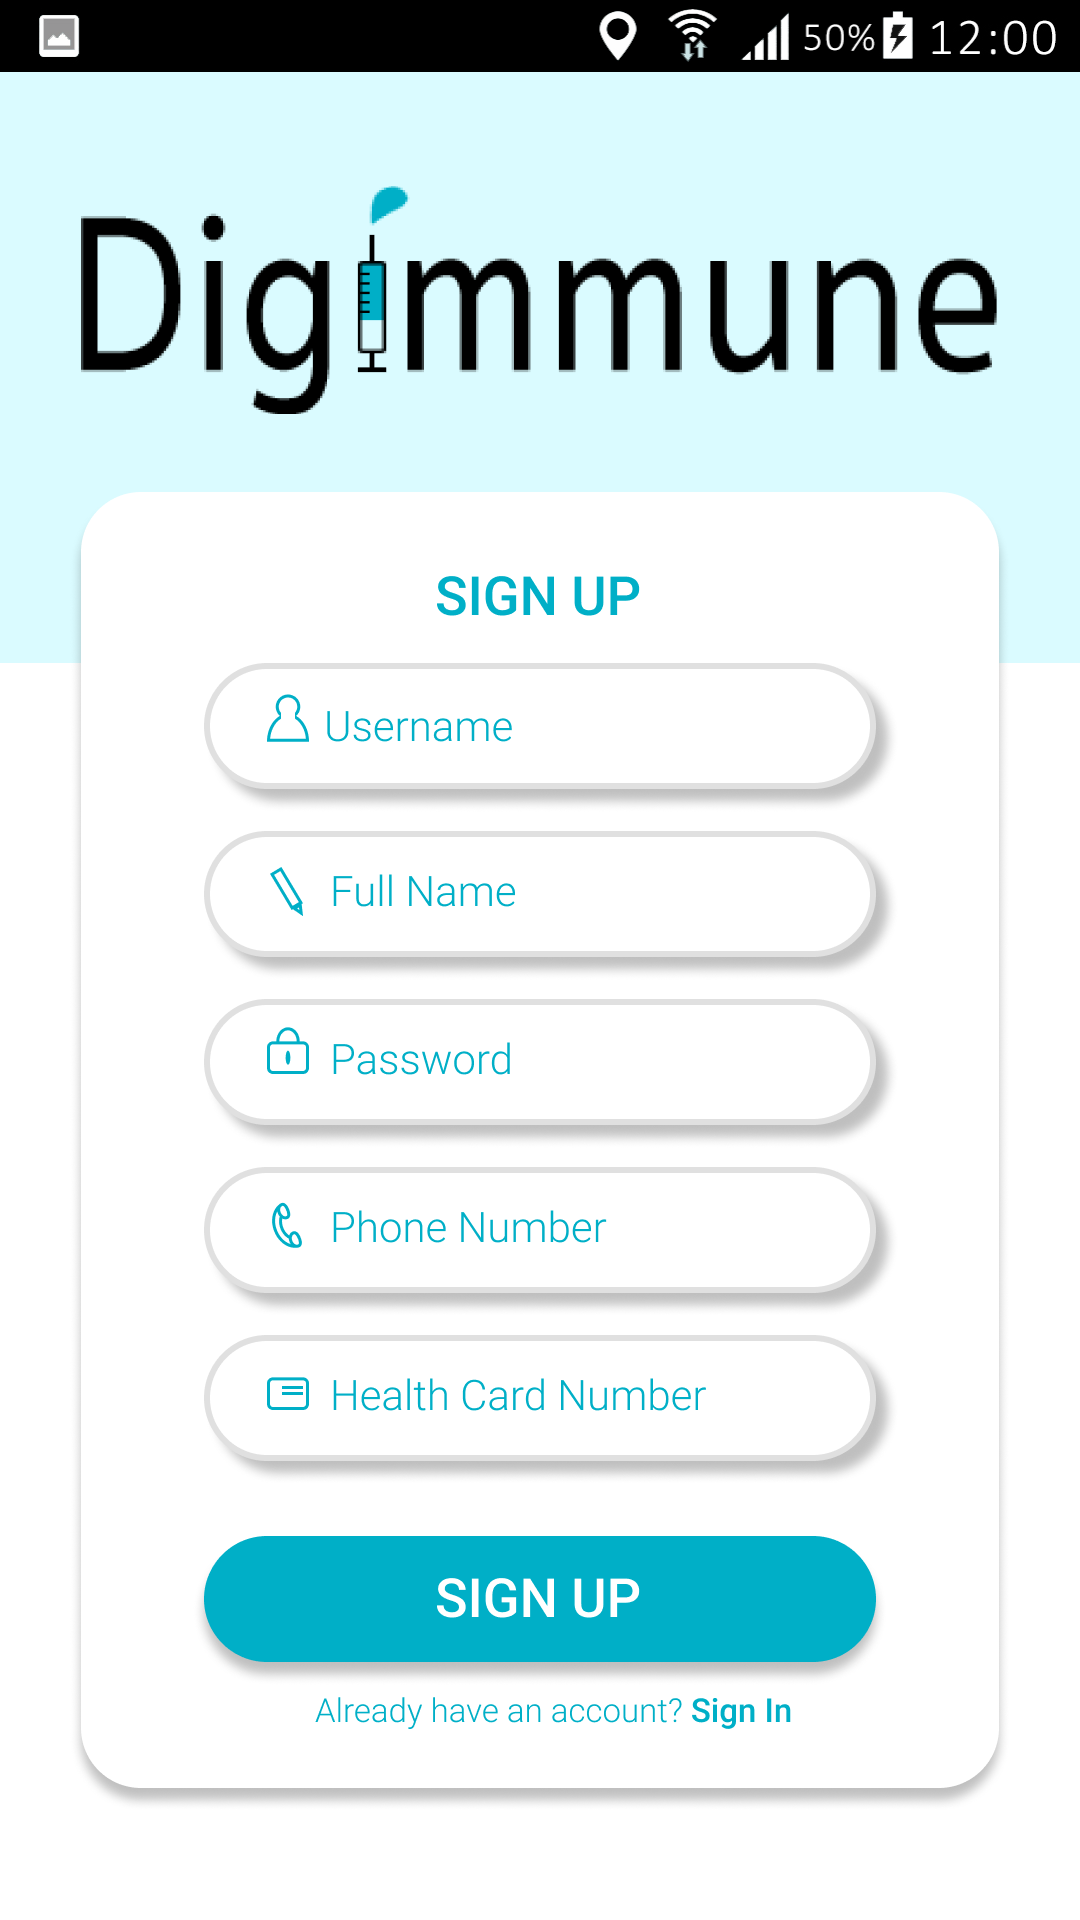 50% 12:00
Digimmune
SIGN UP
Username
Full Name
Password
Phone Number
Health Card Number
SIGN UP
Already have an account? Sign In